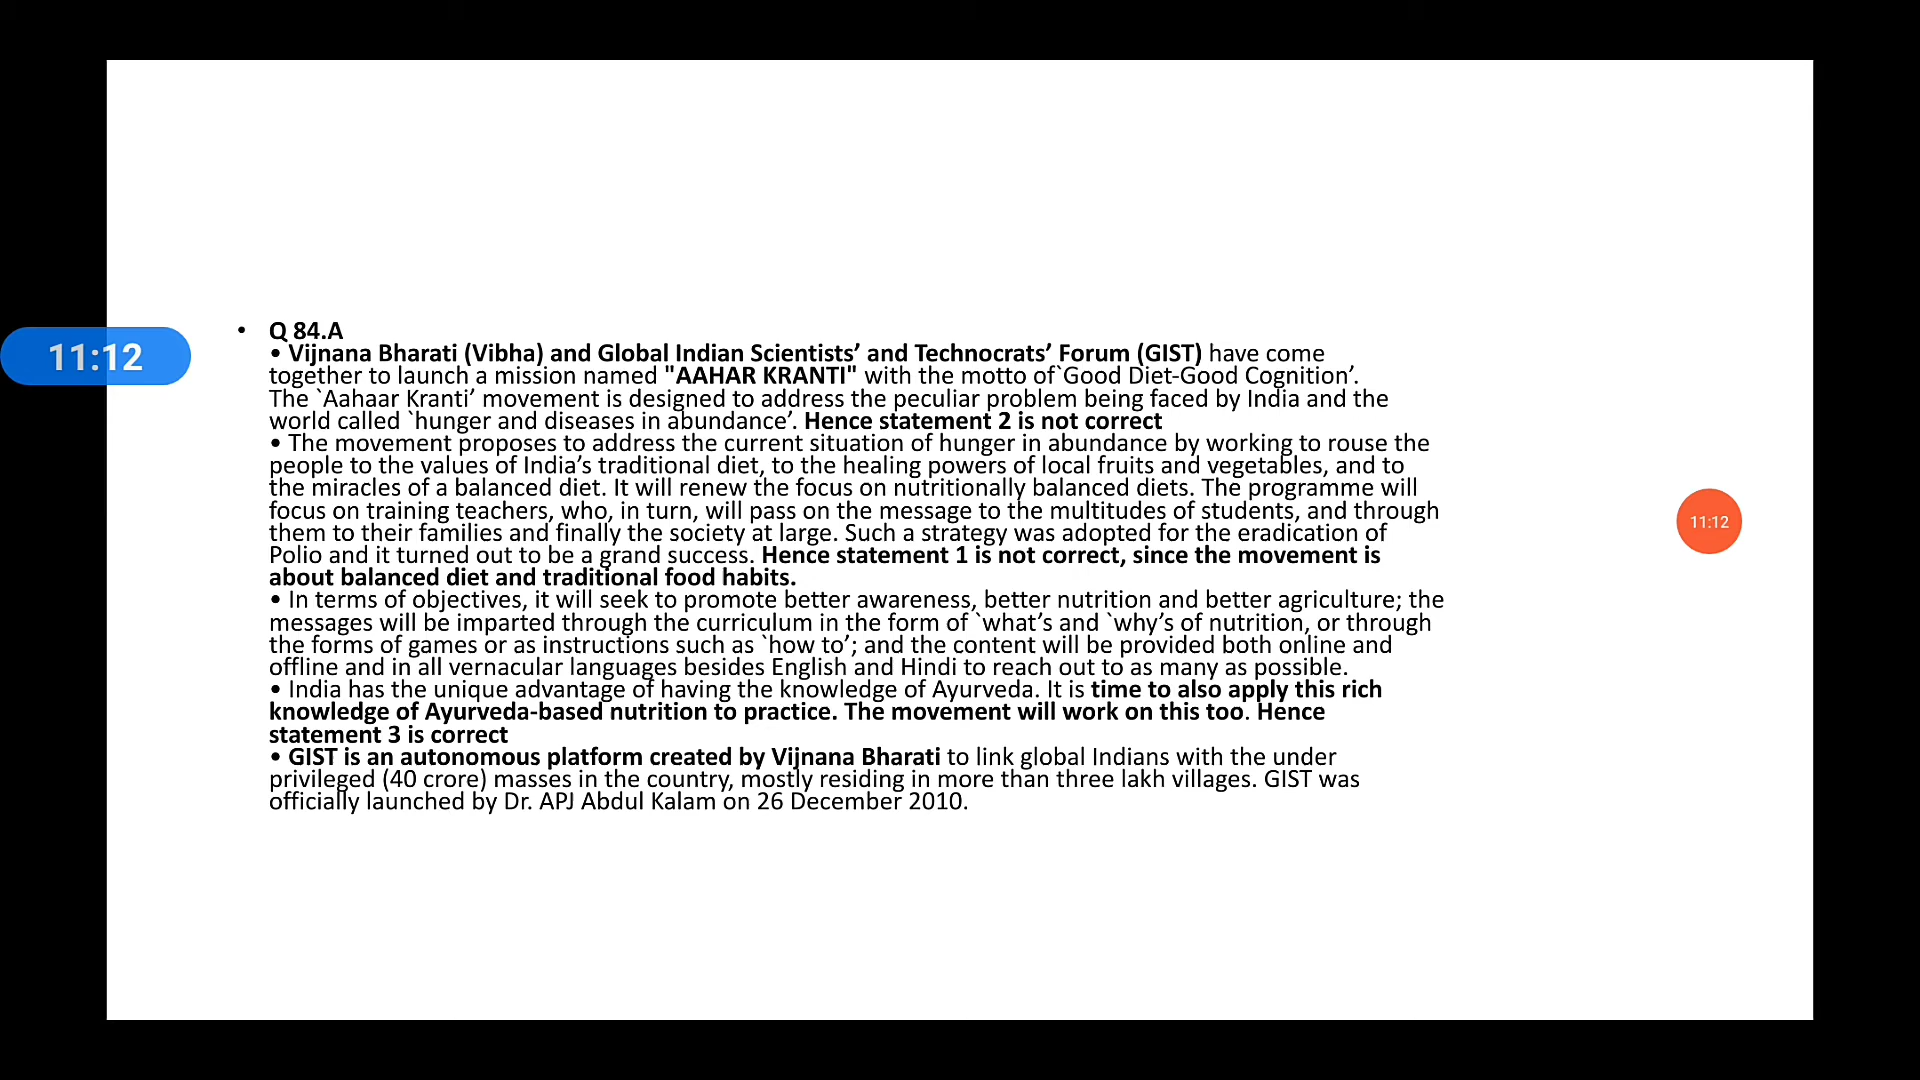 • Q 84.A
• Vijnana Bharati (Vibha) and Global Indian Scientists’ and Technocrats’ Forum (GIST) have come
together to launch a mission named "AAHAR KRANTI" with the motto of`Good Diet-Good Cognition’.
The `Aahaar Kranti’ movement is designed to address the peculiar problem being faced by India and the
world called `hunger and diseases in abundance’. Hence statement 2 is not correct
• The movement proposes to address the current situation of hunger in abundance by working to rouse the
people to the values of India’s traditional diet, to the healing powers of local fruits and vegetables, and to
the miracles of a balanced diet. It will renew the focus on nutritionally balanced diets. The programme will
focus on training teachers, who, in turn, will pass on the message to the multitudes of students, and through
them to their families and finally the society at large. Such a strategy was adopted for the eradication of
Polio and it turned out to be a grand success. Hence statement 1 is not correct, since the movement is
about balanced diet and traditional food habits.
• In terms of objectives, it will seek to promote better awareness, better nutrition and better agriculture; the
messages will be imparted through the curriculum in the form of `what’s and `why’s of nutrition, or through
the forms of games or as instructions such as `how to’; and the content will be provided both online and
offline and in all vernacular languages besides English and Hindi to reach out to as many as possible.
• India has the unique advantage of having the knowledge of Ayurveda. It is time to also apply this rich
knowledge of Ayurveda-based nutrition to practice. The movement will work on this too. Hence
statement 3 is correct
• GIST is an autonomous platform created by Vijnana Bharati to link global Indians with the under
privileged (40 crore) masses in the country, mostly residing in more than three lakh villages. GIST was
officially launched by Dr. APJ Abdul Kalam on 26 December 2010.
11:12
11:12